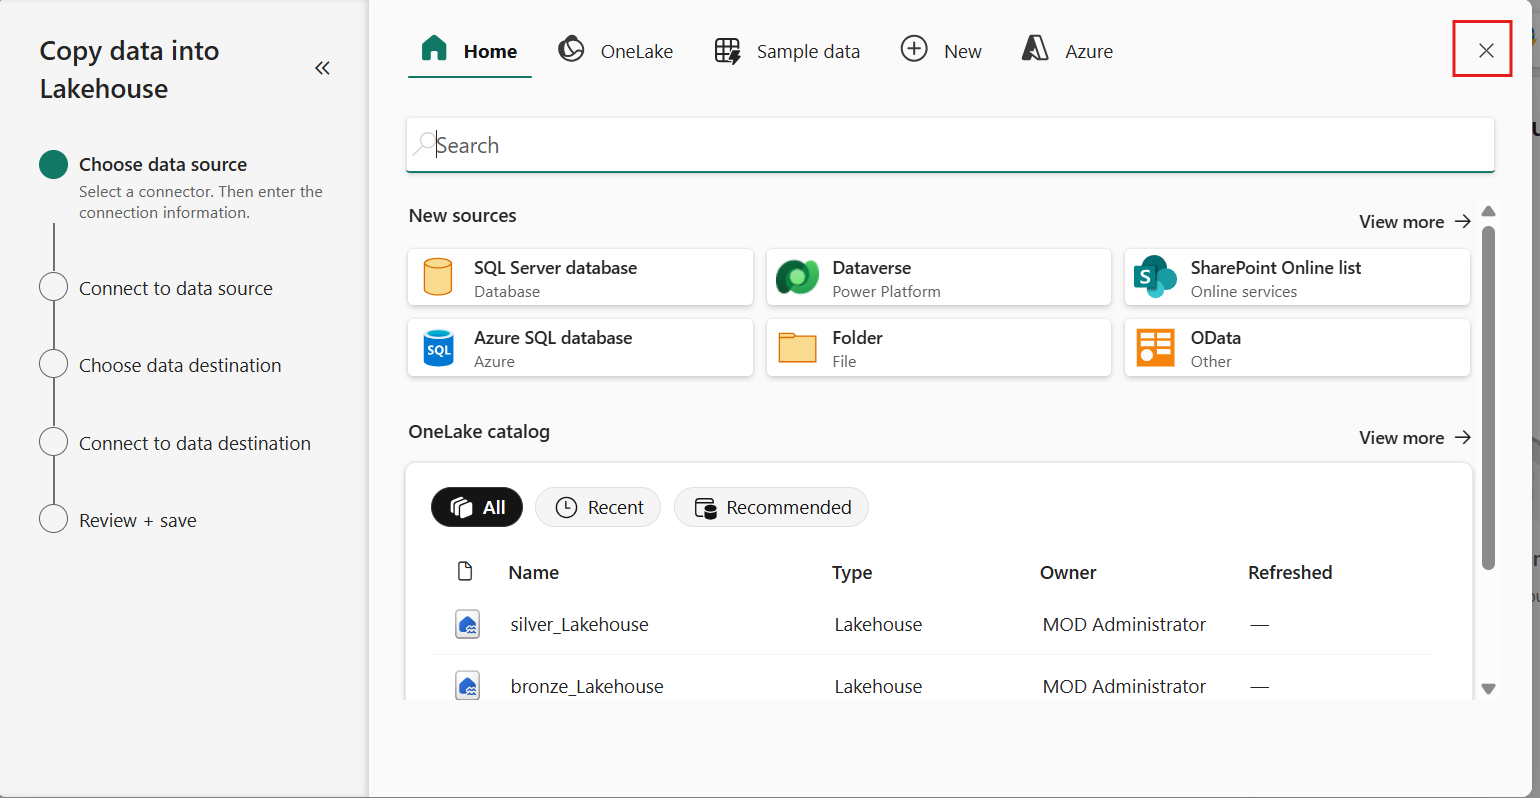 Copy data into
Lakehouse
Choose data source
Select a connector. Then enter the
connection information.
Connect to data source
Choose data destination
Connect to data destination
Review + save
Home OneLake Sample data New Azure
Search
New sources View more
SQL Server database
Database
Dataverse
Power Platform
SharePoint Online list
Online services
S
Azure SQL database
Azure
SQL
Folder
File
OData
Other
OneLake catalog View more
All Recent Recommended
Name Type Owner Refreshed
silver_Lakehouse Lakehouse MOD Administrator —
bronze_Lakehouse Lakehouse MOD Administrator —